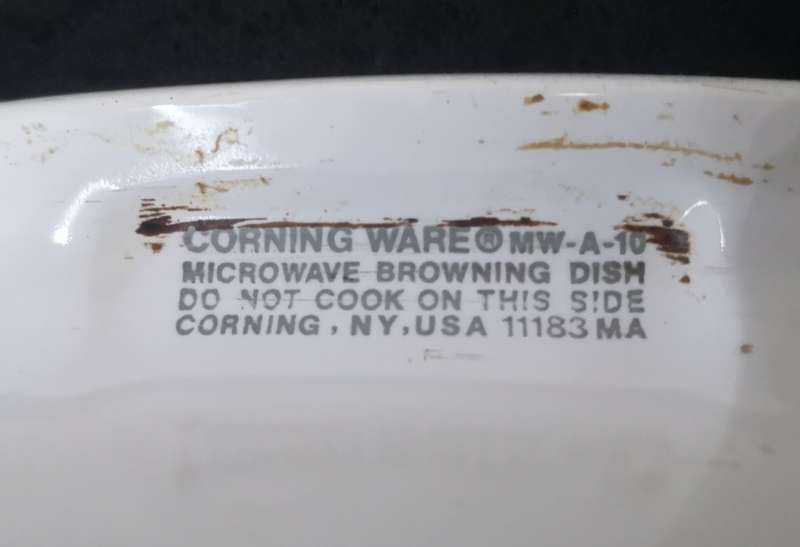 CORNING WARE® MW-A-10
MICROWAVE BROWNING DISH
DO NOT COOK ON THIS SIDE
CORNING, NY, USA 11183 MA